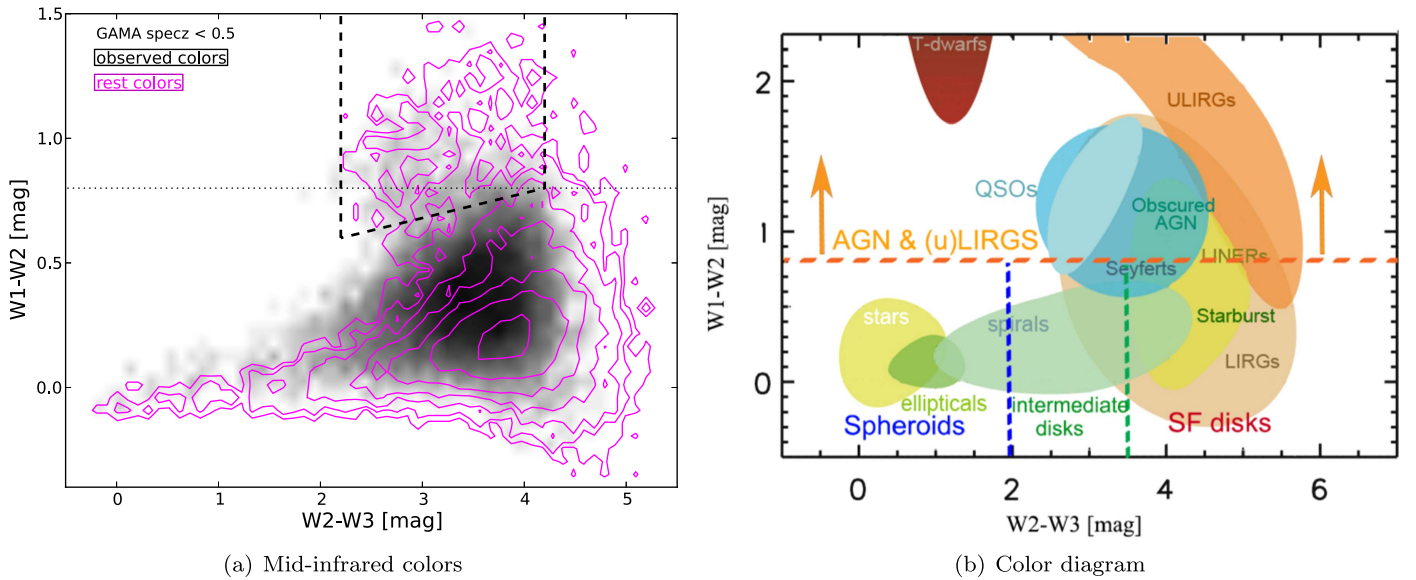 1.5
1.0
0.5
0.0
W1-W2 [mag]
GAMA specz < 0.5
observed colors
rest colors
0 1 2 3 4 5
W2-W3 [mag]
(a) Mid-infrared colors
2
1
0
W1-W2 [mag]
T-dwarfs
ULIRGs
QSOs
Obscured
AGN
AGN & (u)LIRGS
LINERs
Seyferts
stars
spirals
Starburst
LIRGs
ellipticals
intermediate
disks
Spheroids
SF disks
0 2 4 6
W2-W3 [mag]
(b) Color diagram